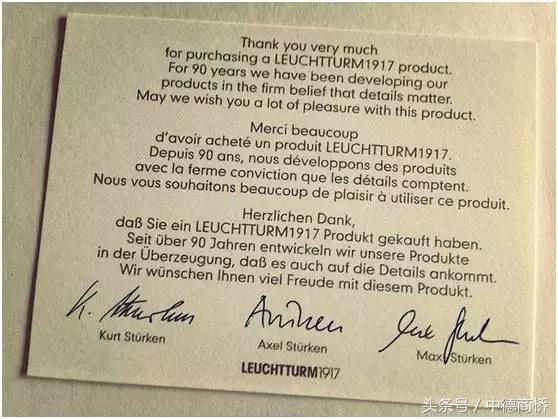 Thank you very much
for purchasing a LEUCHTTURM1917 product.
For 90 years we have been developing our
products in the firm belief that details matter.
May we wish you a lot of pleasure with this product.
Merci beaucoup
d'avoir acheté un produit LEUCHTTURM1917.
Depuis 90 ans, nous développons des produits
avec la ferme conviction que les détails comptent.
Nous vous souhaitons beaucoup de plaisir à utiliser ce produit.
Herzlichen Dank,
daß Sie ein LEUCHTTURM1917 Produkt gekauft haben.
Seit über 90 Jahren entwickeln wir unsere Produkte
in der Überzeugung, daß es auch auf die Details ankommt.
Wir wünschen Ihnen viel Freude mit diesem Produkt.
Kurt Stürken Axel Stürken Max Stürken
LEUCHTTURM1917
头条号 / 中德商桥